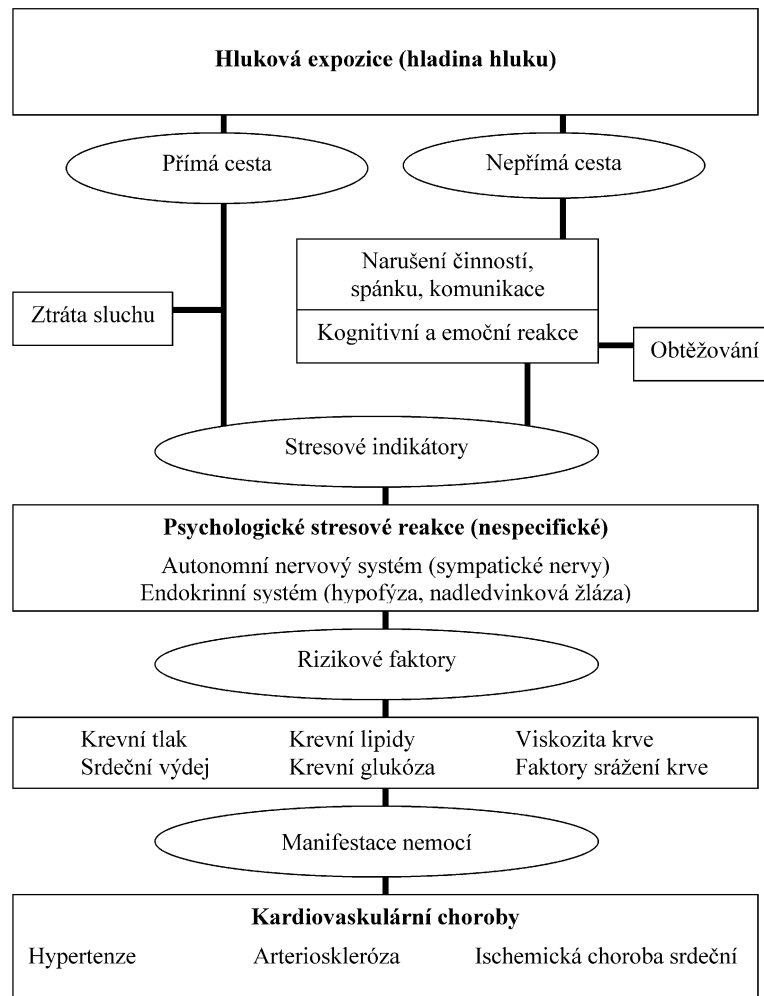 Hluková expozice (hladina hluku)
Přímá cesta
Nepřímá cesta
Narušení činností,
spánku, komunikace
Ztráta sluchu
Kognitivní a emoční reakce
Obtěžování
Stresové indikátory
Psychologické stresové reakce (nespecifické)
Autonomní nervový systém (sympatické nervy)
Endokrinní systém (hypofýza, nadledvinková žláza)
Rizikové faktory
Krevní tlak Krevní lipidy Viskozita krve
Srdeční výdej Krevní glukóza Faktory srážení krve
Manifestace nemocí
Kardiovaskulární choroby
Hypertenze Arterioskleróza Ischemická choroba srdeční